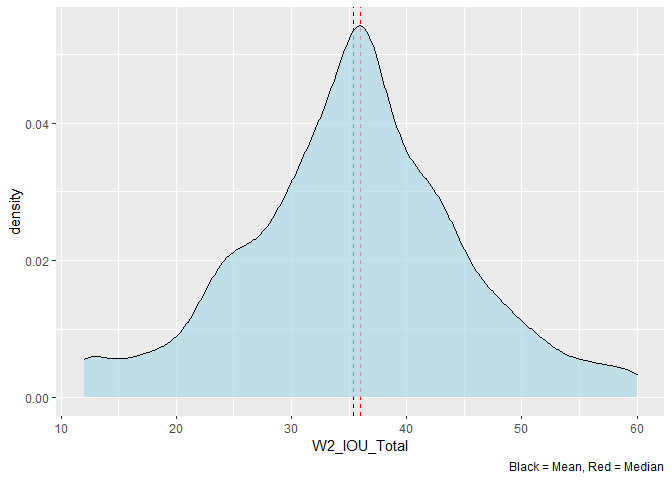 density
0.04
0.02
0.00
10 20 30 40 50 60
W2_IOU_Total
Black = Mean, Red = Median